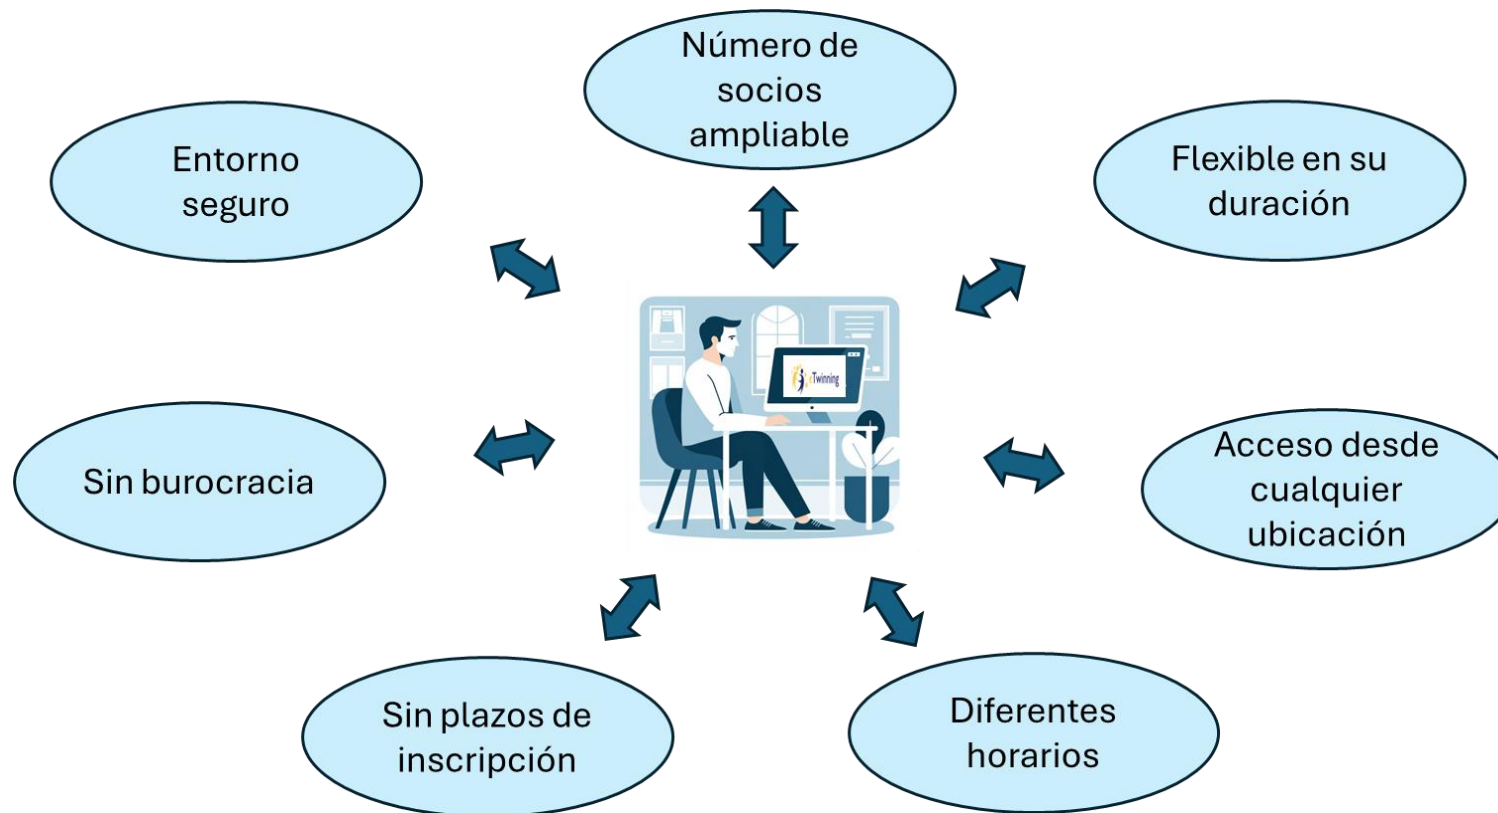 Número de
socios
ampliable
Entorno
seguro
Flexible en su
duración
eTwinning
Sin burocracia
Acceso desde
cualquier
ubicación
Sin plazos de
inscripción
Diferentes
horarios